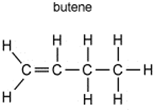 butene
H H H H
C=C-C-C-H
H H H